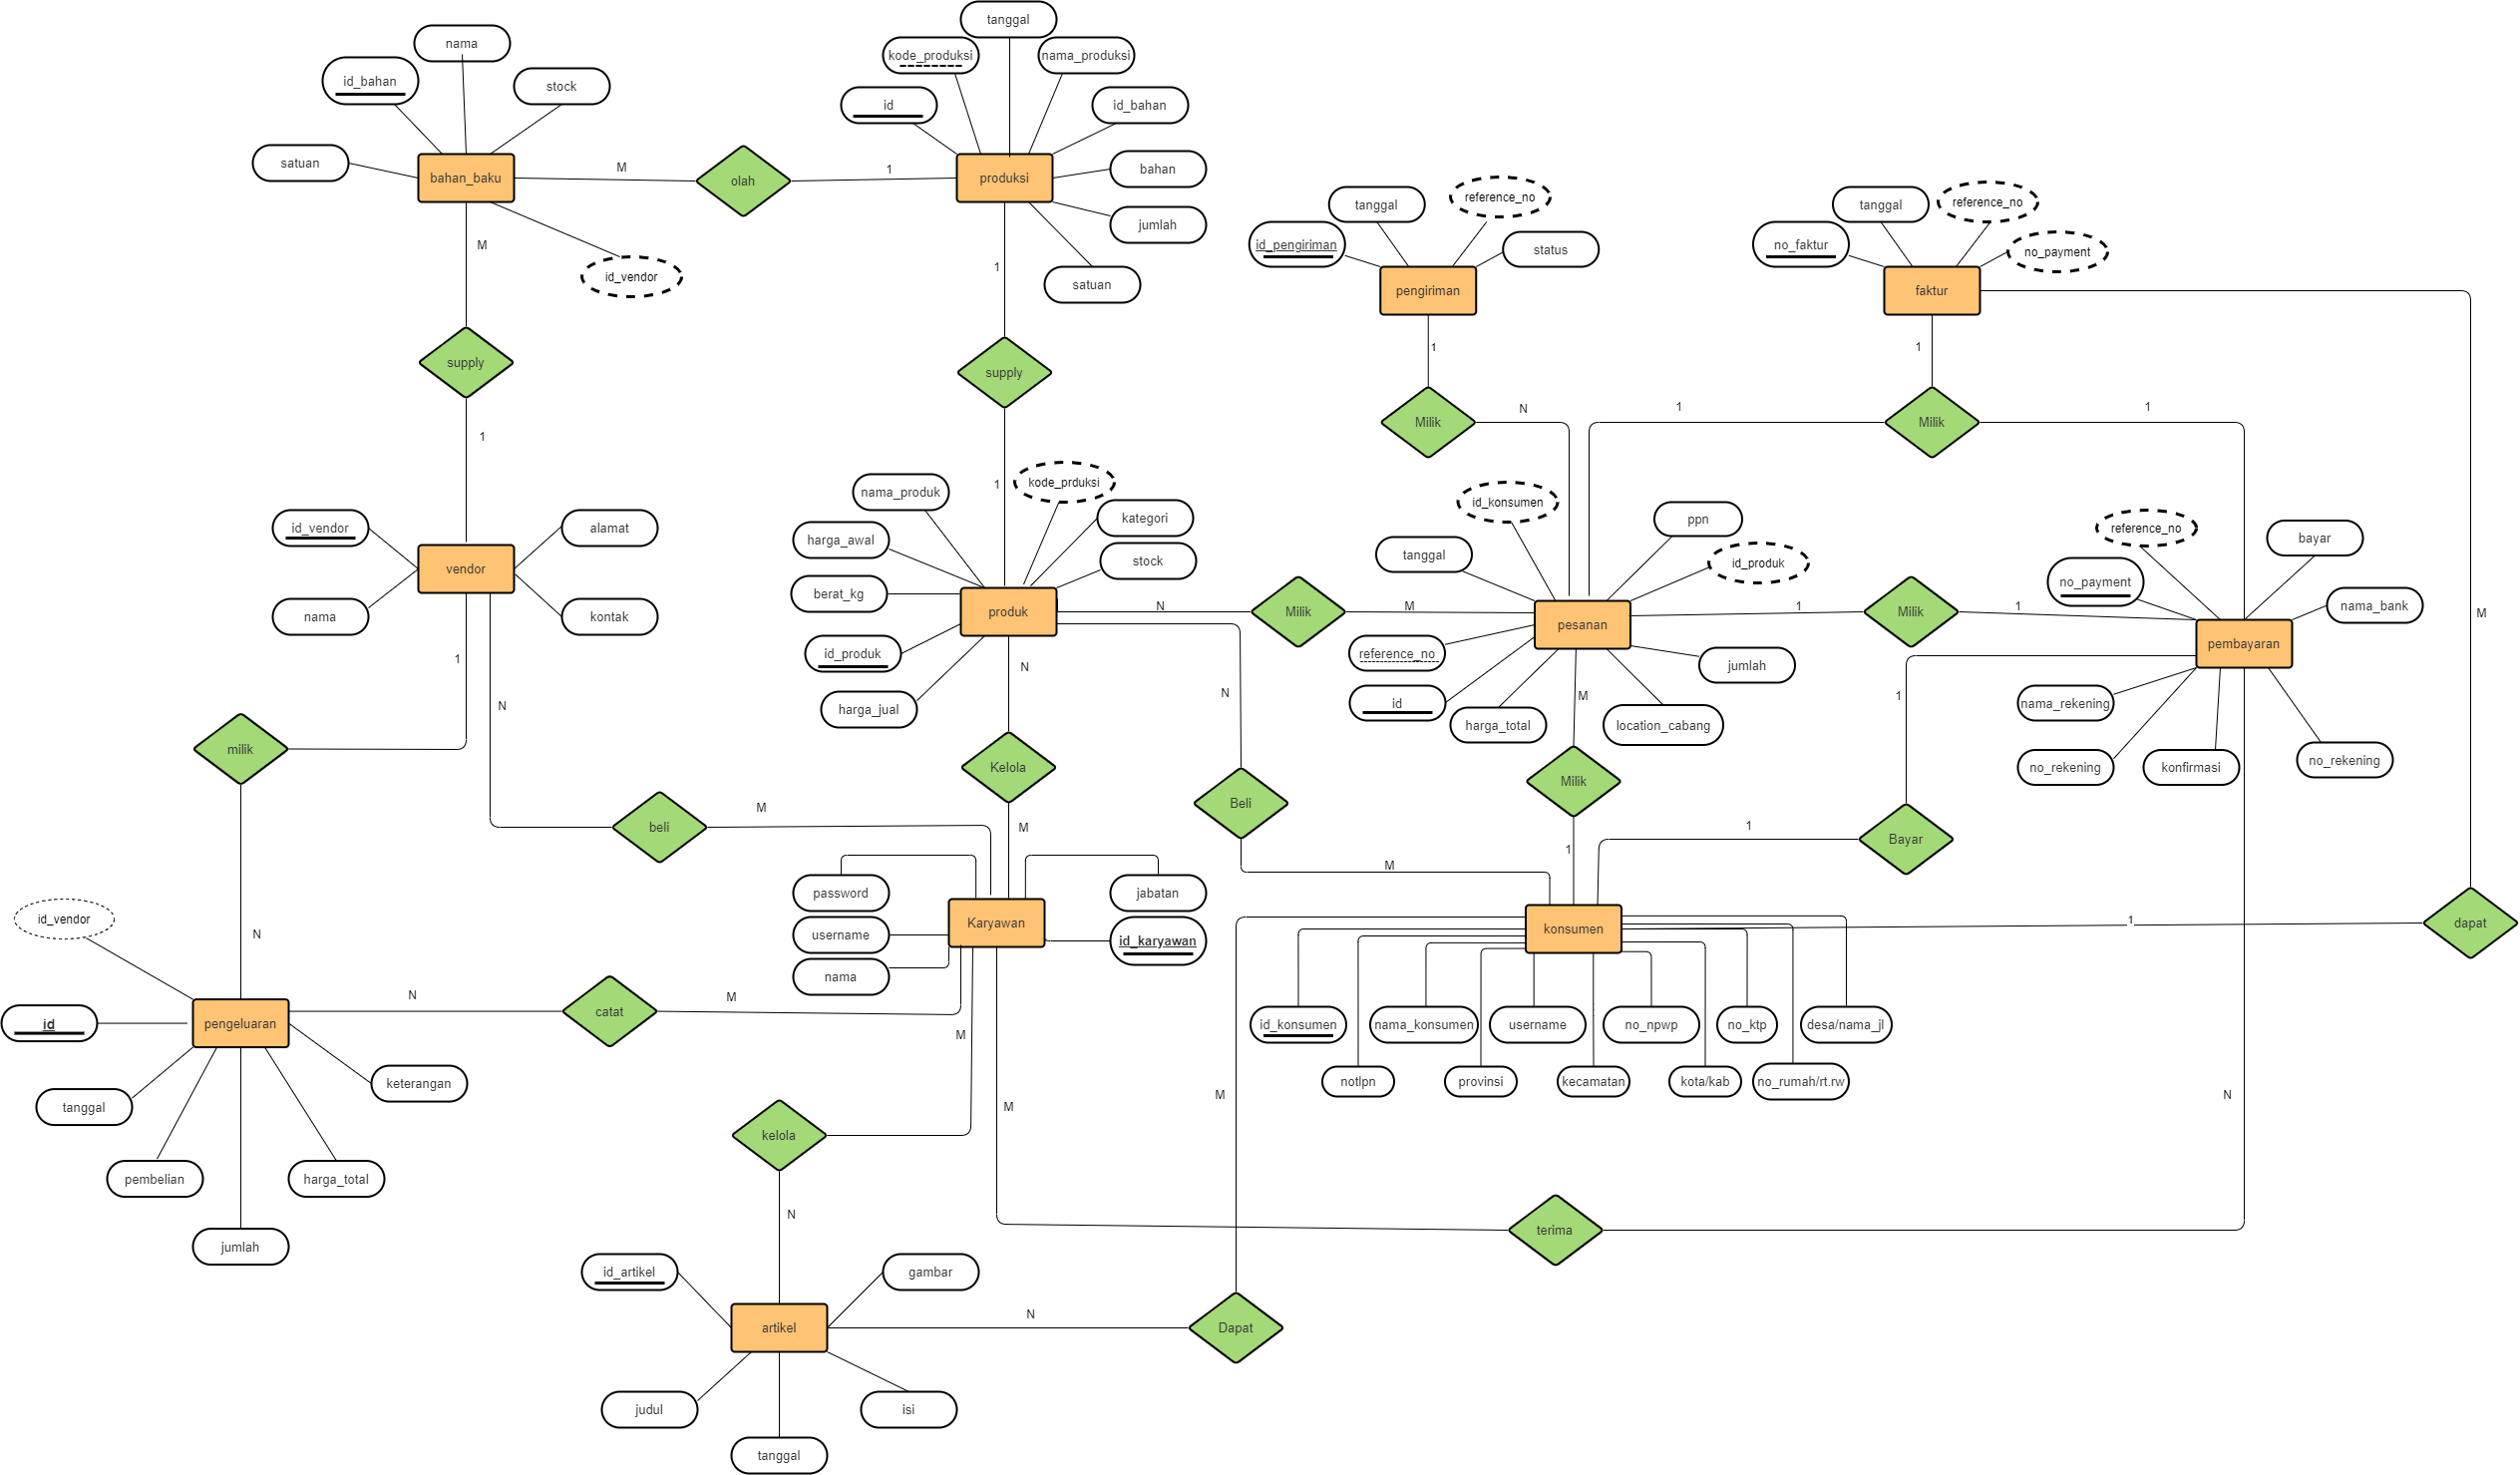 tanggal
nama
kode_produksi
nama_produksi
id_bahan
stock
id
id_bahan
satuan
bahan_baku
M
olah
1
produksi
bahan
jumlah
satuan
M
id_vendor
1
supply
supply
1
1
tanggal
reference_no
id_pengiriman
status
pengiriman
1
Milik
N
tanggal
reference_no
no_faktur
no_payment
faktur
1
1
Milik
1
M
id_vendor
alamat
vendor
nama
kontak
1
N
nama_produk
kode_prduksi
kategori
harga_awal
stock
berat_kg
produk
id_produk
harga_jual
N
N
Milik
M
N
id_konsumen
ppn
tanggal
id_produk
pesanan
reference_no
jumlah
id
harga_total
location_cabang
M
1
Milik
1
reference_no
bayar
no_payment
nama_bank
pembayaran
nama_rekening
no_rekening
konfirmasi
no_rekening
1
milik
Kelola
Milik
Beli
beli
M
M
1
Bayar
1
M
password
jabatan
username
Karyawan
id_karyawan
nama
konsumen
1
dapat
id_vendor
N
id
pengeluaran
N
catat
M
M
id_konsumen
nama_konsumen
username
no_npwp
no_ktp
desa/nama_jl
notlpn
provinsi
kecamatan
kota/kab
no_rumah/rt.rw
keterangan
tanggal
pembelian
harga_total
jumlah
M
M
N
kelola
N
terima
id_artikel
gambar
artikel
N
Dapat
judul
isi
tanggal